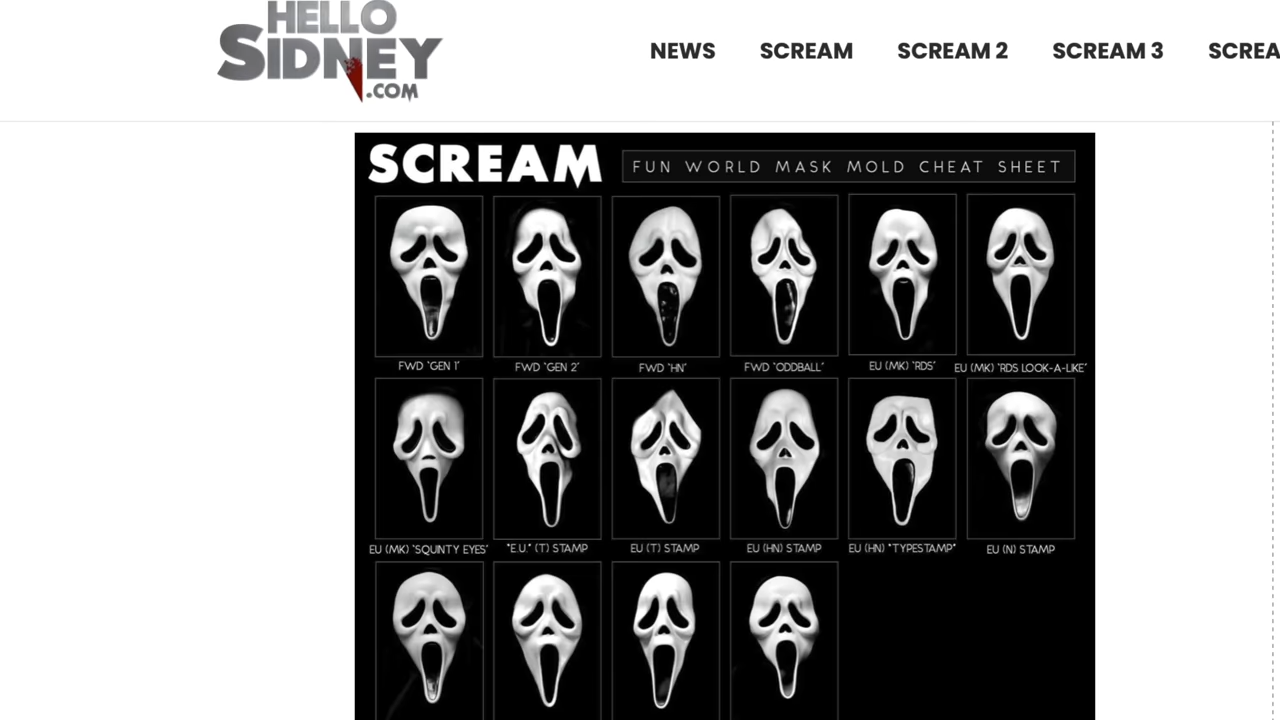 HELLO
SIDNEY
.COM
NEWS SCREAM SCREAM 2 SCREAM 3 SCREA
SCREAM FUN WORLD MASK MOLD CHEAT SHEET
FWD "GEN 1" FWD "GEN 2" FWD "HN" FWD "ODDBALL" EU (MK) "RDS" EU (MK) "RDS LOOK-A-LIKE"
EU (MK) "SQUINTY EYES" "E.U." (T) STAMP EU (T) STAMP EU (HN) STAMP EU (HN) "TYPESTAMP" EU (N) STAMP